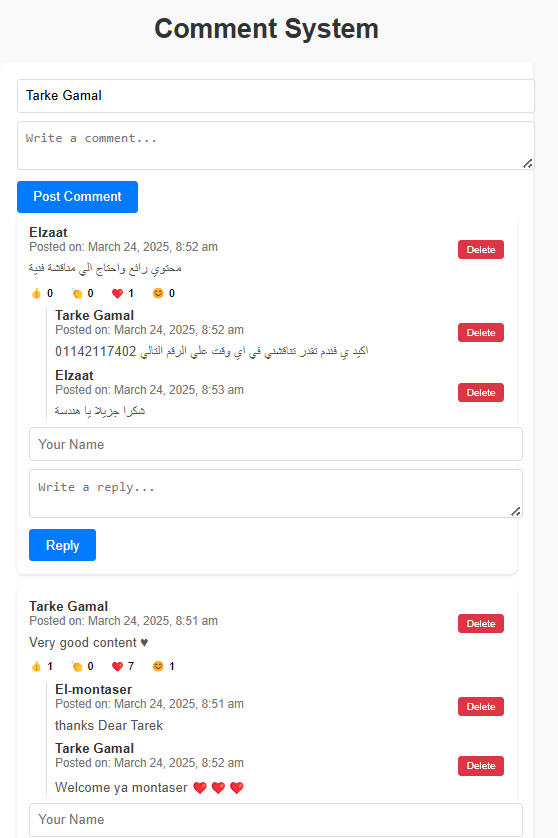 Comment System
Tarke Gamal
Write a comment...
Post Comment
Elzaat
Posted on: March 24, 2025, 8:52 am
Delete
محتوي رائع واحتاج الي مناقشة فنية
👍 0 👏 0 ❤️ 1 😊 0
Tarke Gamal
Posted on: March 24, 2025, 8:52 am
Delete
اكيد ي فندم تقدر تناقشني في اي وقت علي الرقم التالي 01142117402
Elzaat
Posted on: March 24, 2025, 8:53 am
Delete
شكرا جزيلا يا هندسة
Your Name
Write a reply...
Reply
Tarke Gamal
Posted on: March 24, 2025, 8:51 am
Delete
Very good content ♥
👍 1 👏 0 ❤️ 7 😊 1
El-montaser
Posted on: March 24, 2025, 8:51 am
Delete
thanks Dear Tarek
Tarke Gamal
Posted on: March 24, 2025, 8:52 am
Delete
Welcome ya montaser ❤️ ❤️ ❤️
Your Name